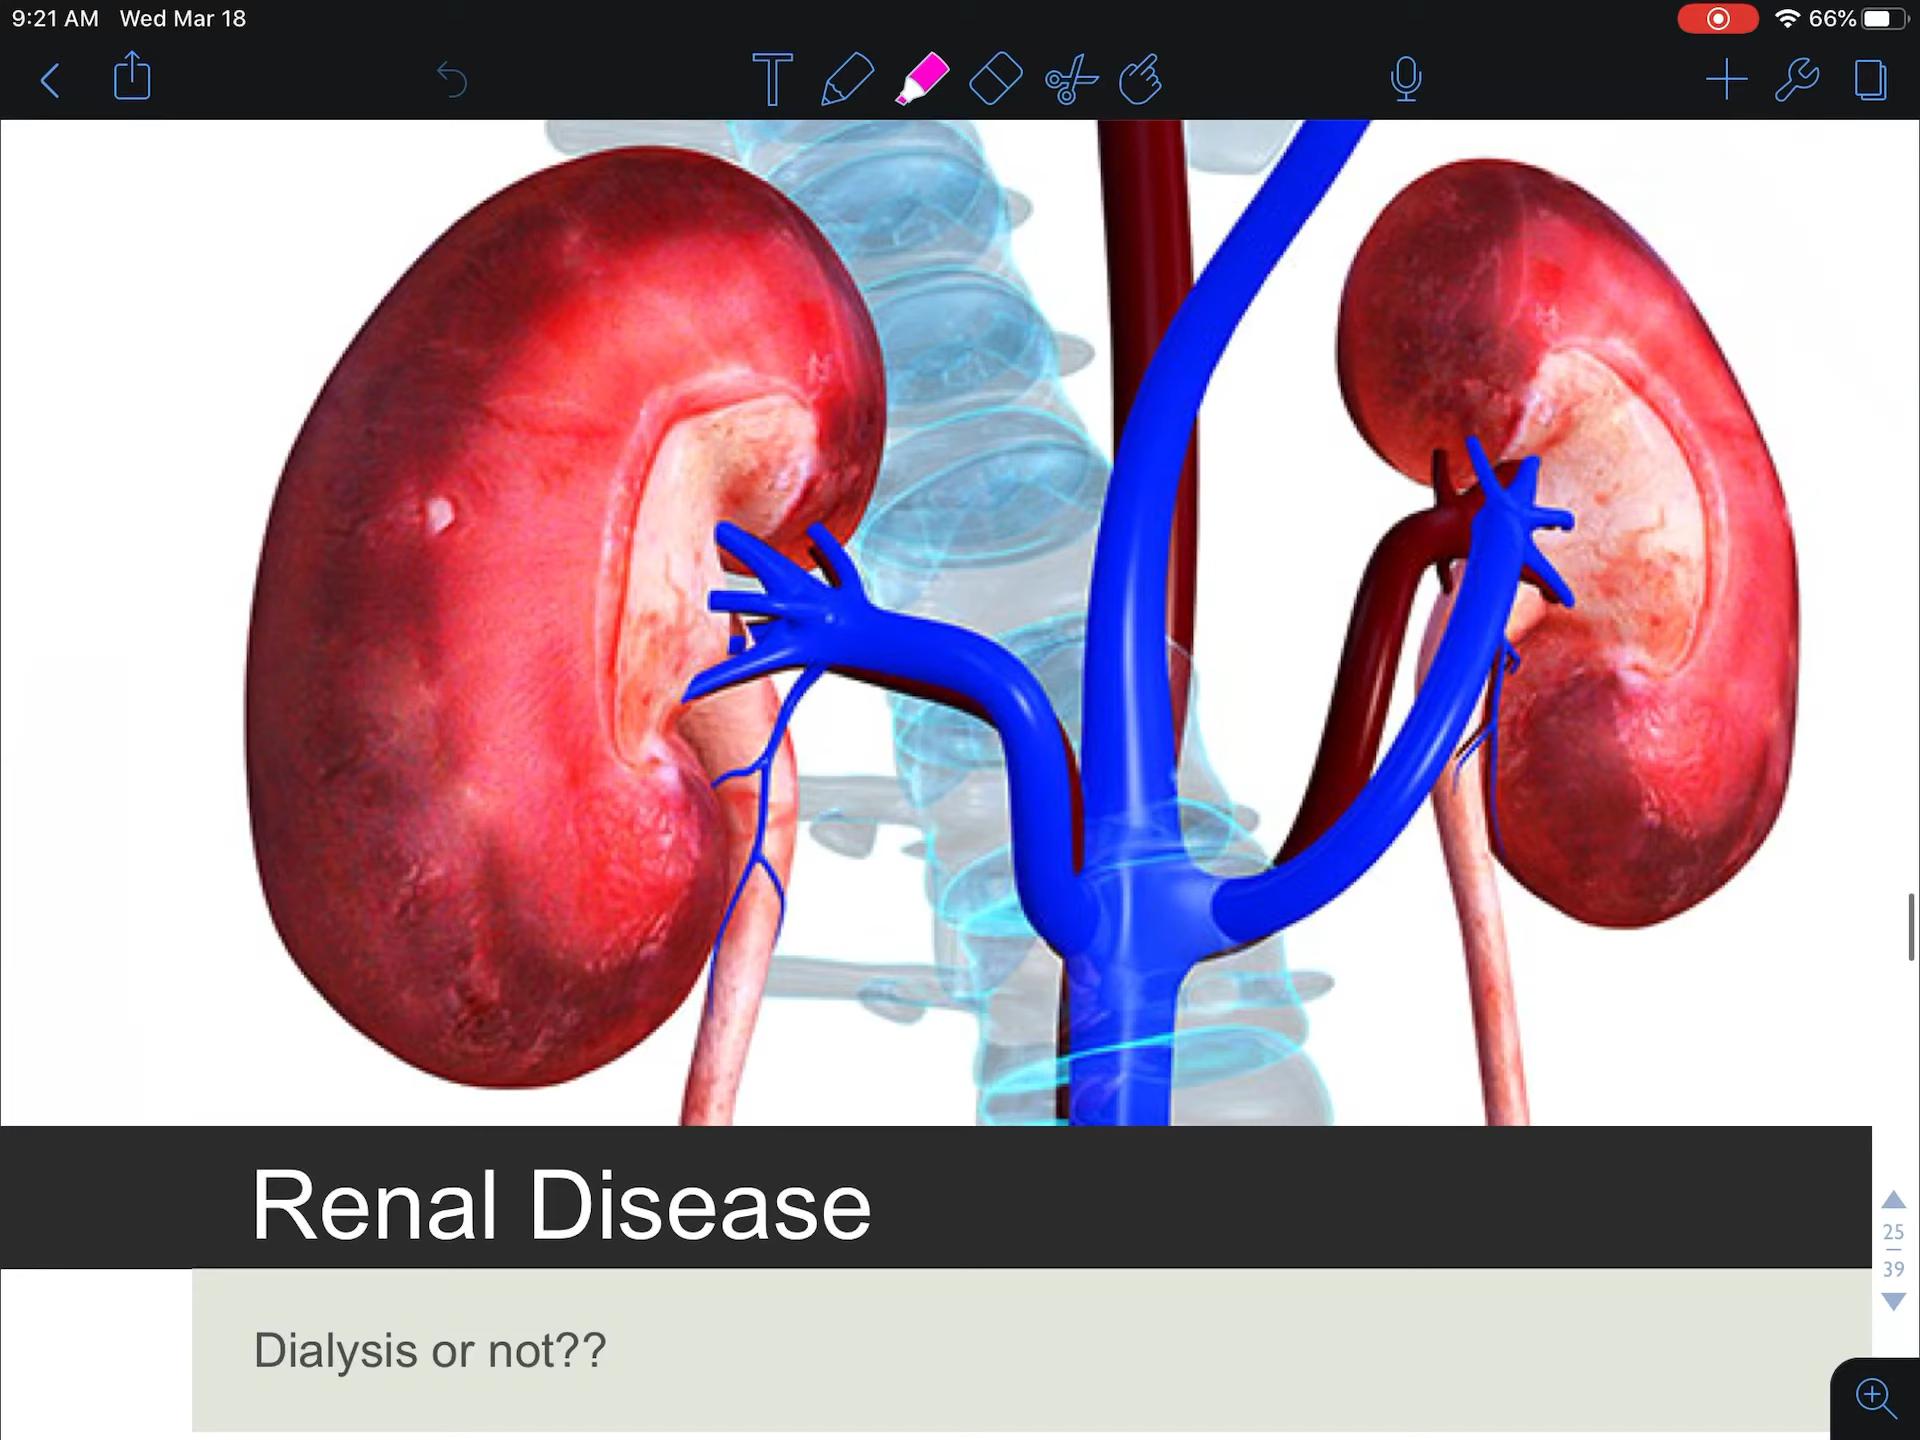 9:21 AM Wed Mar 18
66%
T
Renal Disease
25
39
Dialysis or not??